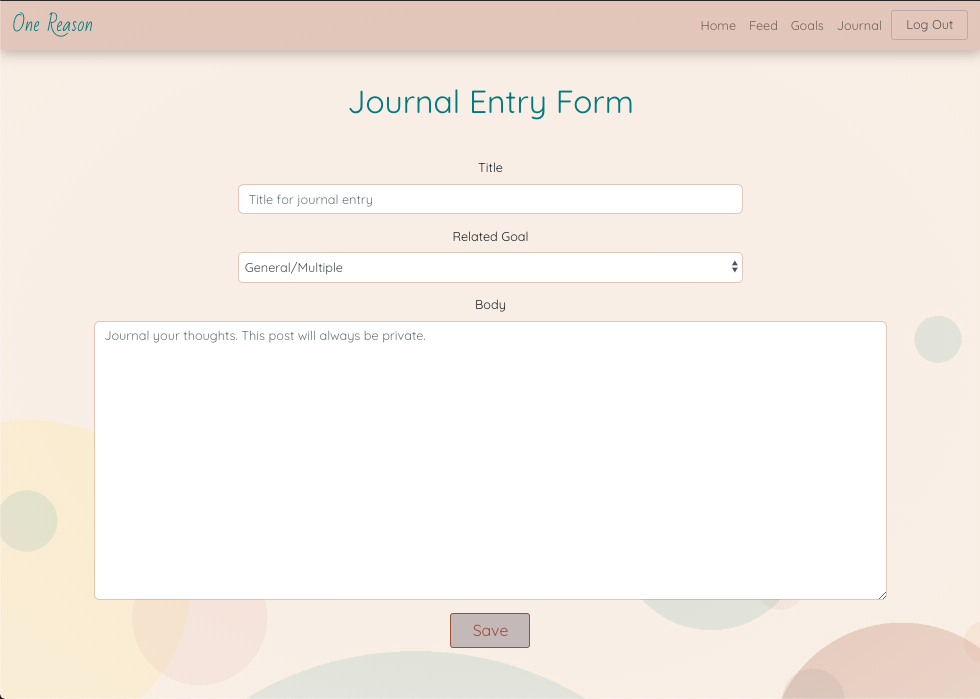 One Reason
Home Feed Goals Journal Log Out
Journal Entry Form
Title
Title for journal entry
Related Goal
General/Multiple
Body
Journal your thoughts. This post will always be private.
Save